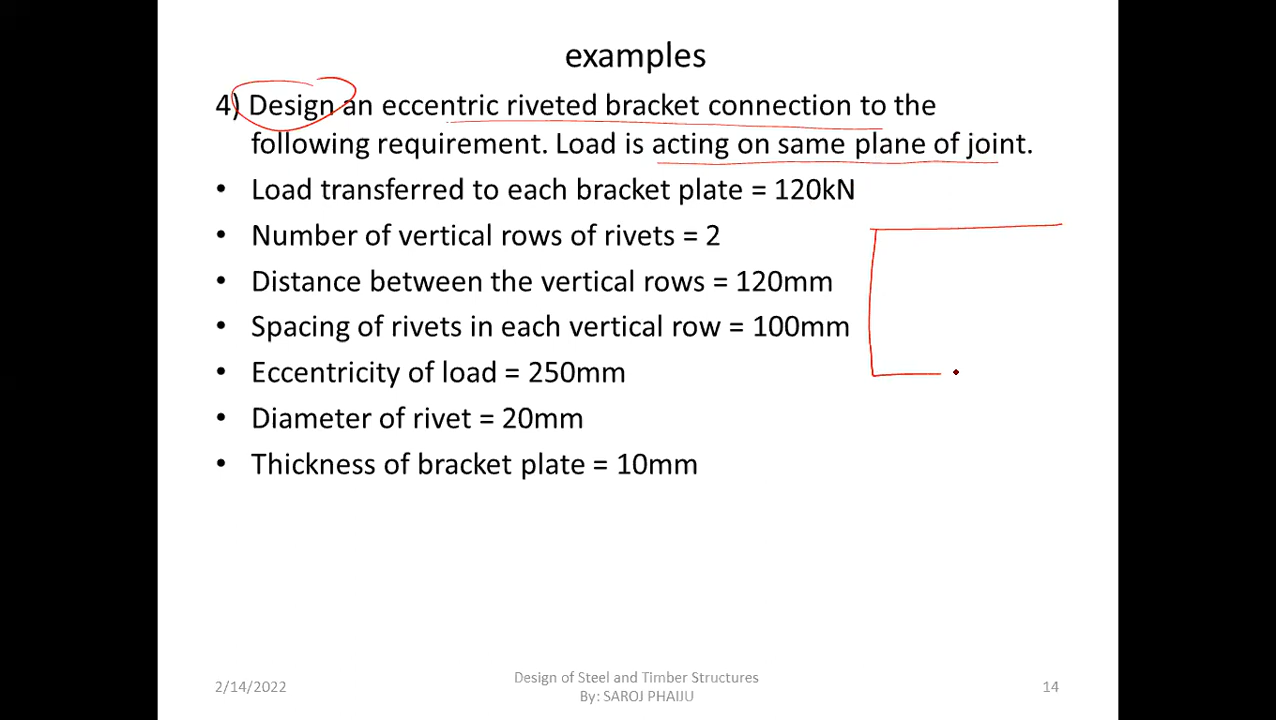 examples
4) Design an eccentric riveted bracket connection to the
following requirement. Load is acting on same plane of joint.
• Load transferred to each bracket plate = 120kN
• Number of vertical rows of rivets = 2
• Distance between the vertical rows = 120mm
• Spacing of rivets in each vertical row = 100mm
• Eccentricity of load = 250mm
• Diameter of rivet = 20mm
• Thickness of bracket plate = 10mm
2/14/2022
Design of Steel and Timber Structures
By: SAROJ PHAIJU
14